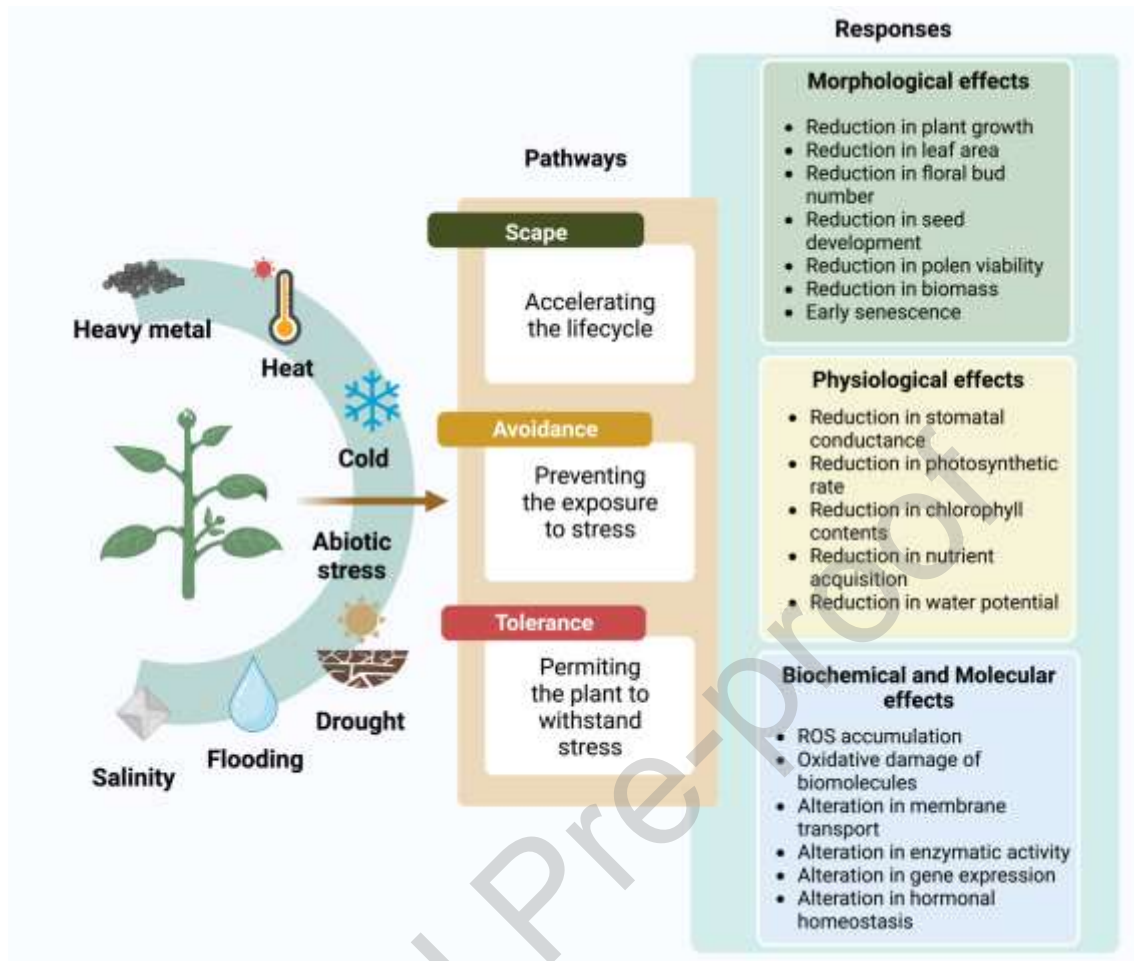 Responses
Morphological effects
• Reduction in plant growth
• Reduction in leaf area
• Reduction in floral bud
number
• Reduction in seed
development
• Reduction in polen viability
• Reduction in biomass
• Early senescence
Pathways
Scape
Accelerating
the lifecycle
Heavy metal
Heat
Physiological effects
• Reduction in stomatal
conductance
• Reduction in photosynthetic
rate
• Reduction in chlorophyll
contents
• Reduction in nutrient
acquisition
• Reduction in water potential
Avoidance
Preventing
the exposure
to stress
Cold
Abiotic
stress
Tolerance
Permiting
the plant to
withstand
stress
Drought
Flooding
Salinity
Biochemical and Molecular
effects
• ROS accumulation
• Oxidative damage of
biomolecules
• Alteration in membrane
transport
• Alteration in enzymatic activity
• Alteration in gene expression
• Alteration in hormonal
homeostasis
Pre-proof